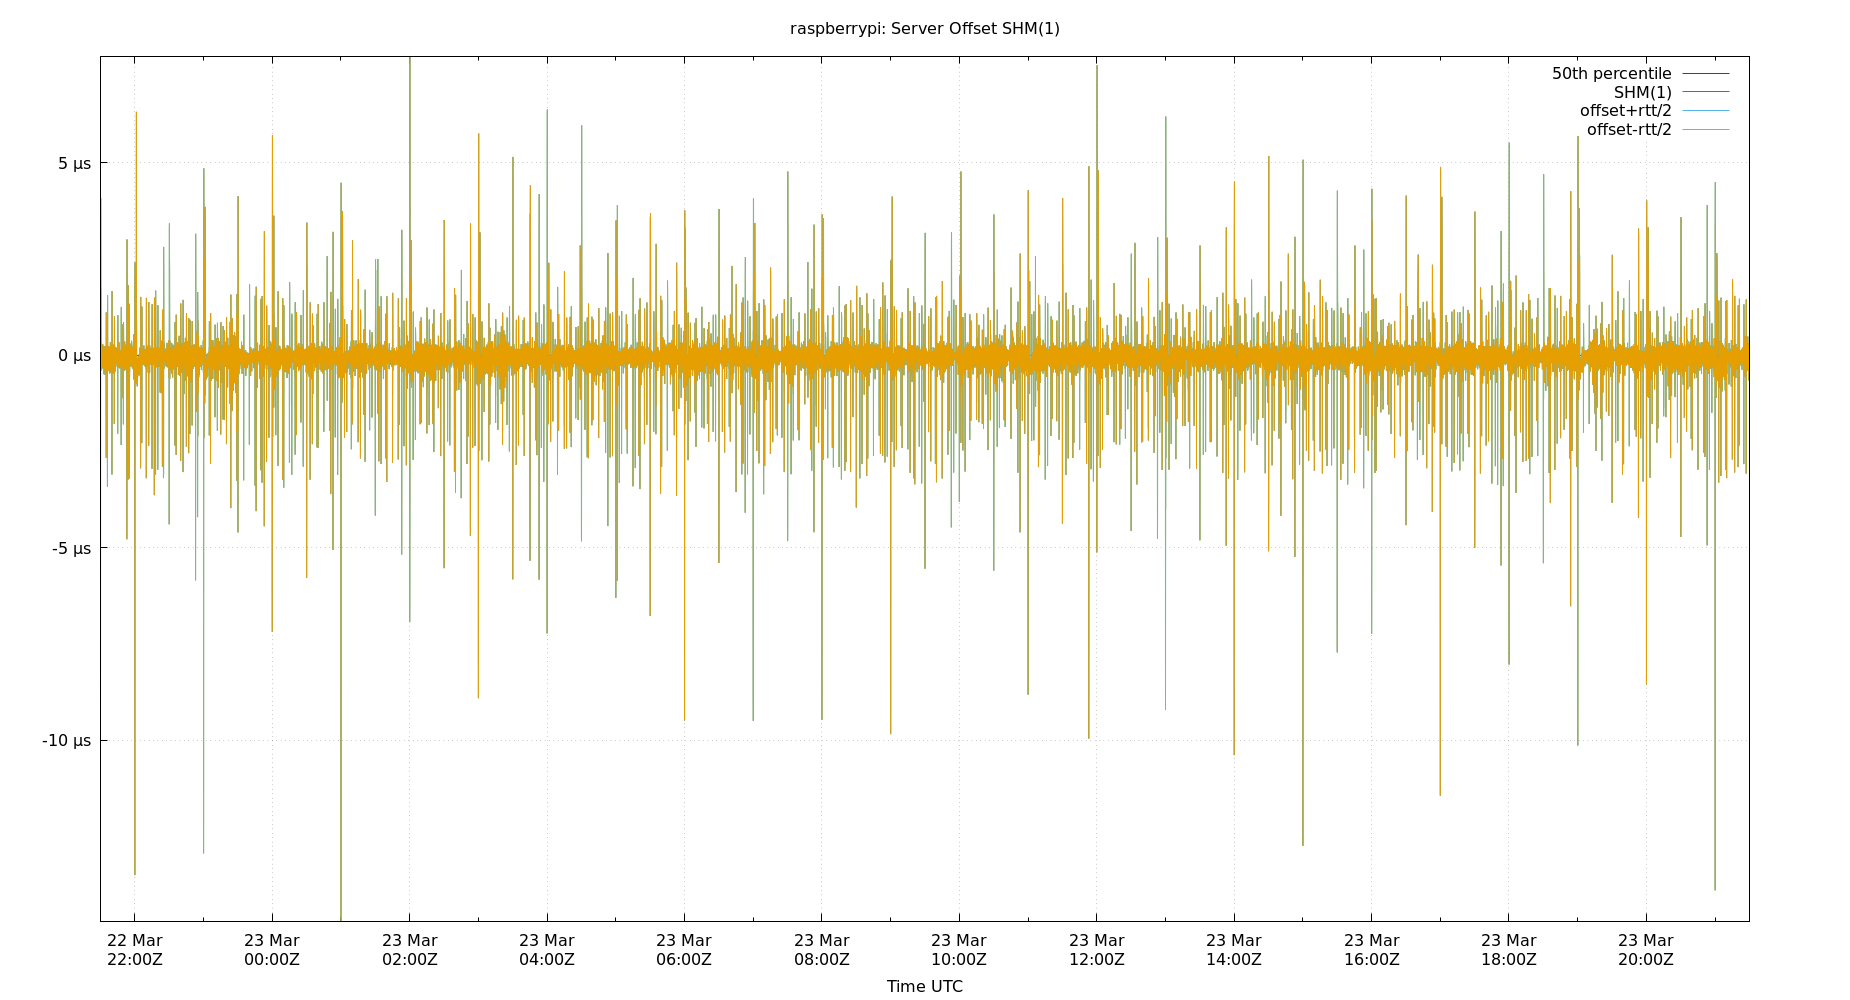 raspberrypi: Server Offset SHM(1)
50th percentile
SHM(1)
offset+rtt/2
offset-rtt/2
5 µs
0 µs
-5 µs
-10 µs
22 Mar 23 Mar 23 Mar 23 Mar 23 Mar 23 Mar 23 Mar 23 Mar 23 Mar 23 Mar 23 Mar 23 Mar
22:00Z 00:00Z 02:00Z 04:00Z 06:00Z 08:00Z 10:00Z 12:00Z 14:00Z 16:00Z 18:00Z 20:00Z
Time UTC